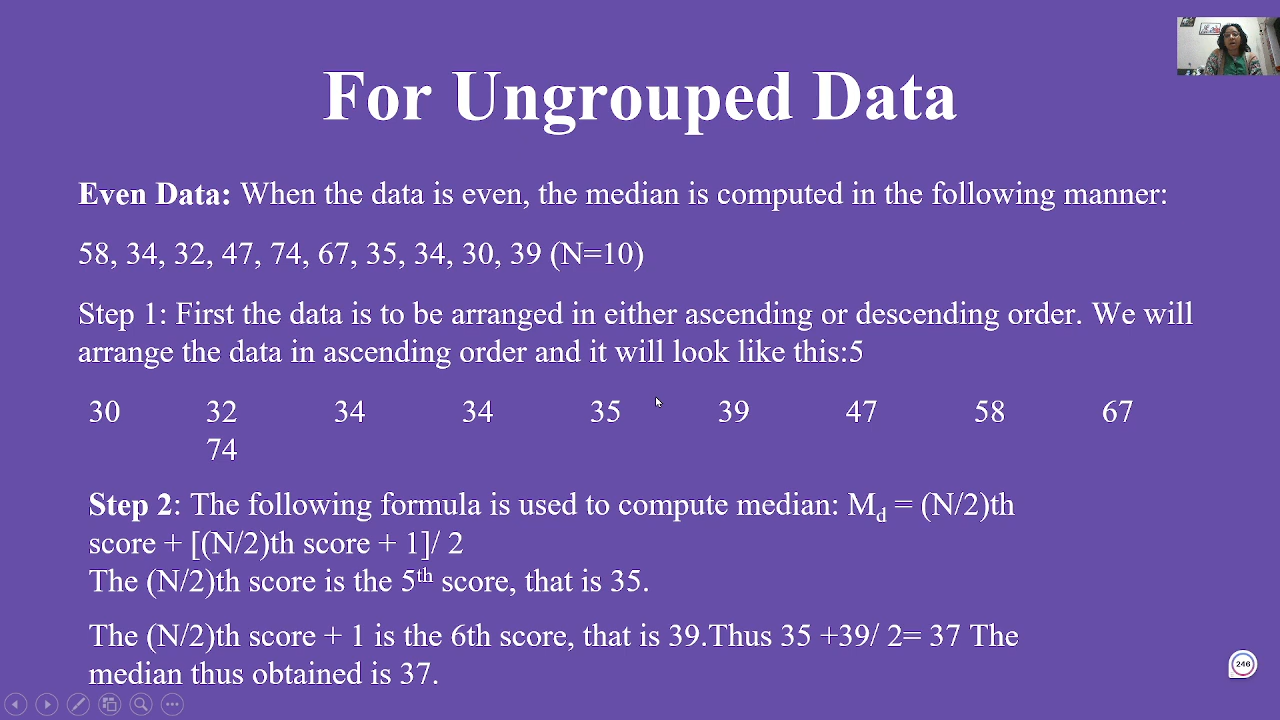 For Ungrouped Data
Even Data: When the data is even, the median is computed in the following manner:
58, 34, 32, 47, 74, 67, 35, 34, 30, 39 (N=10)
Step 1: First the data is to be arranged in either ascending or descending order. We will
arrange the data in ascending order and it will look like this:5
30 32 34 34 35 39 47 58 67
74
Step 2: The following formula is used to compute median: Md = (N/2)th
score + [(N/2)th score + 1]/ 2
The (N/2)th score is the 5th score, that is 35.
The (N/2)th score + 1 is the 6th score, that is 39.Thus 35 +39/ 2= 37 The
median thus obtained is 37.
246